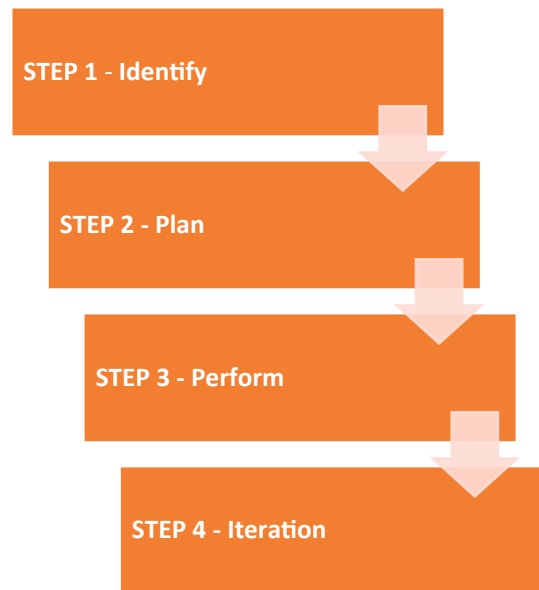 STEP 1 - Identify
STEP 2 - Plan
STEP 3 - Perform
STEP 4 - Iteration